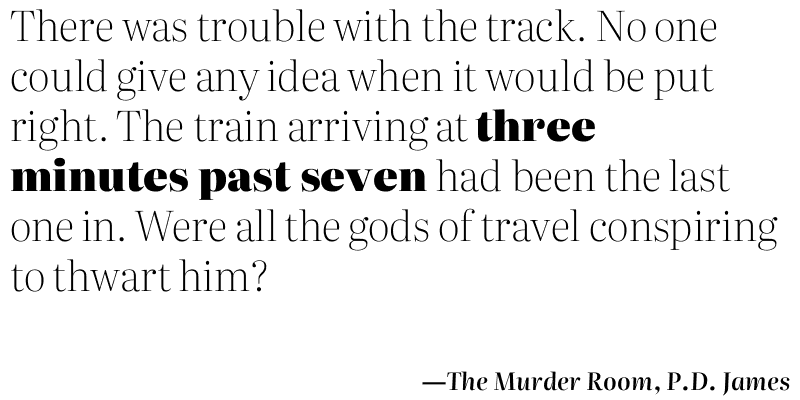 There was trouble with the track. No one
could give any idea when it would be put
right. The train arriving at three
minutes past seven had been the last
one in. Were all the gods of travel conspiring
to thwart him?
—The Murder Room, P.D. James